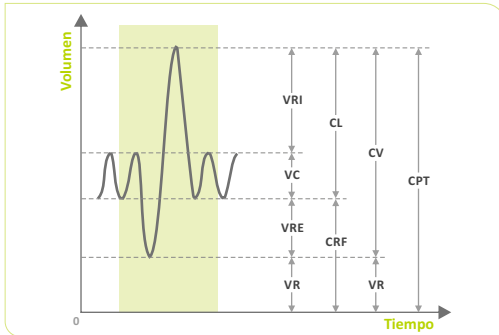 Volumen
VRI
CL
CV
VC
CPT
VRE
CRF
VR
VR
0
Tiempo